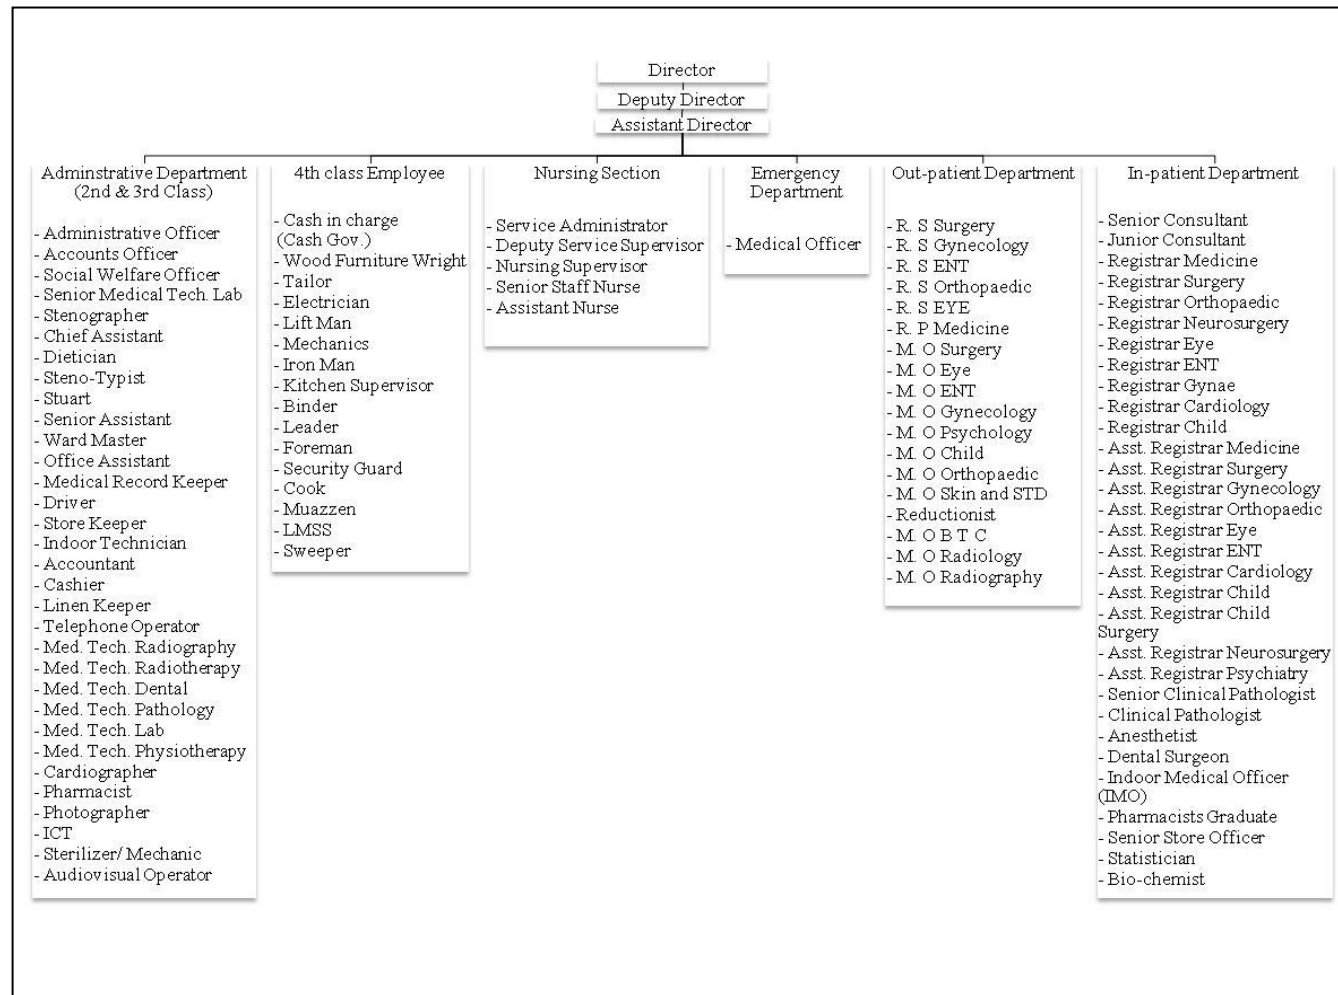 Director
Deputy Director
Assistant Director
Adminstrative Department
(2nd & 3rd Class)
- Administrative Officer
- Accounts Officer
- Social Welfare Officer
- Senior Medical Tech. Lab
- Stenographer
- Chief Assistant
- Dietician
- Steno-Typist
- Stuart
- Senior Assistant
- Ward Master
- Office Assistant
- Medical Record Keeper
- Driver
- Store Keeper
- Indoor Technician
- Accountant
- Cashier
- Linen Keeper
- Telephone Operator
- Med. Tech. Radiography
- Med. Tech. Radiotherapy
- Med. Tech. Dental
- Med. Tech. Pathology
- Med. Tech. Lab
- Med. Tech. Physiotherapy
- Cardiographer
- Pharmacist
- Photographer
- ICT
- Sterilizer/ Mechanic
- Audiovisual Operator
4th class Employee
- Cash in charge
(Cash Gov.)
- Wood Furniture Wright
- Tailor
- Electrician
- Lift Man
- Mechanics
- Iron Man
- Kitchen Supervisor
- Binder
- Leader
- Foreman
- Security Guard
- Cook
- Muazzen
- LMSS
- Sweeper
Nursing Section
- Service Administrator
- Deputy Service Supervisor
- Nursing Supervisor
- Senior Staff Nurse
- Assistant Nurse
Emergency
Department
- Medical Officer
Out-patient Department
- R. S Surgery
- R. S Gynecology
- R. S ENT
- R. S Orthopaedic
- R. S EYE
- R. P Medicine
- M. O Surgery
- M. O Eye
- M. O ENT
- M. O Gynecology
- M. O Psychology
- M. O Child
- M. O Orthopaedic
- M. O Skin and STD
- Reductionist
- M. O B T C
- M. O Radiology
- M. O Radiography
In-patient Department
- Senior Consultant
- Junior Consultant
- Registrar Medicine
- Registrar Surgery
- Registrar Orthopaedic
- Registrar Neurosurgery
- Registrar Eye
- Registrar ENT
- Registrar Gynae
- Registrar Cardiology
- Registrar Child
- Asst. Registrar Medicine
- Asst. Registrar Surgery
- Asst. Registrar Gynecology
- Asst. Registrar Orthopaedic
- Asst. Registrar Eye
- Asst. Registrar ENT
- Asst. Registrar Cardiology
- Asst. Registrar Child
- Asst. Registrar Child
Surgery
- Asst. Registrar Neurosurgery
- Asst. Registrar Psychiatry
- Senior Clinical Pathologist
- Clinical Pathologist
- Anesthetist
- Dental Surgeon
- Indoor Medical Officer
(IMO)
- Pharmacists Graduate
- Senior Store Officer
- Statistician
- Bio-chemist